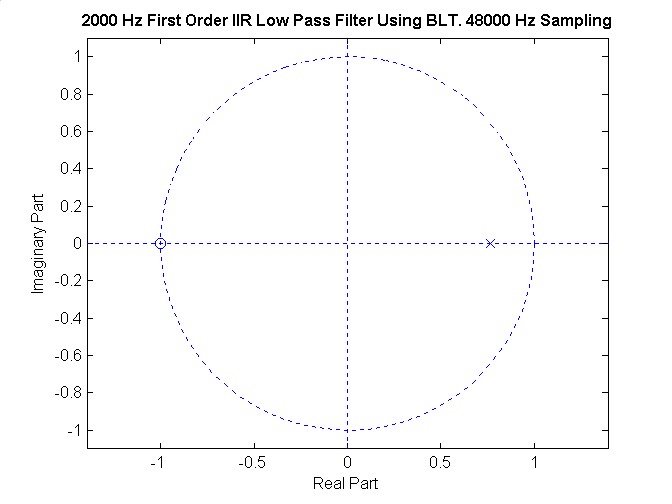 2000 Hz First Order IIR Low Pass Filter Using BLT. 48000 Hz Sampling
1
0.8
0.6
0.4
0.2
0
-0.2
-0.4
-0.6
-0.8
-1
Imaginary Part
-1 -0.5 0 0.5 1
Real Part